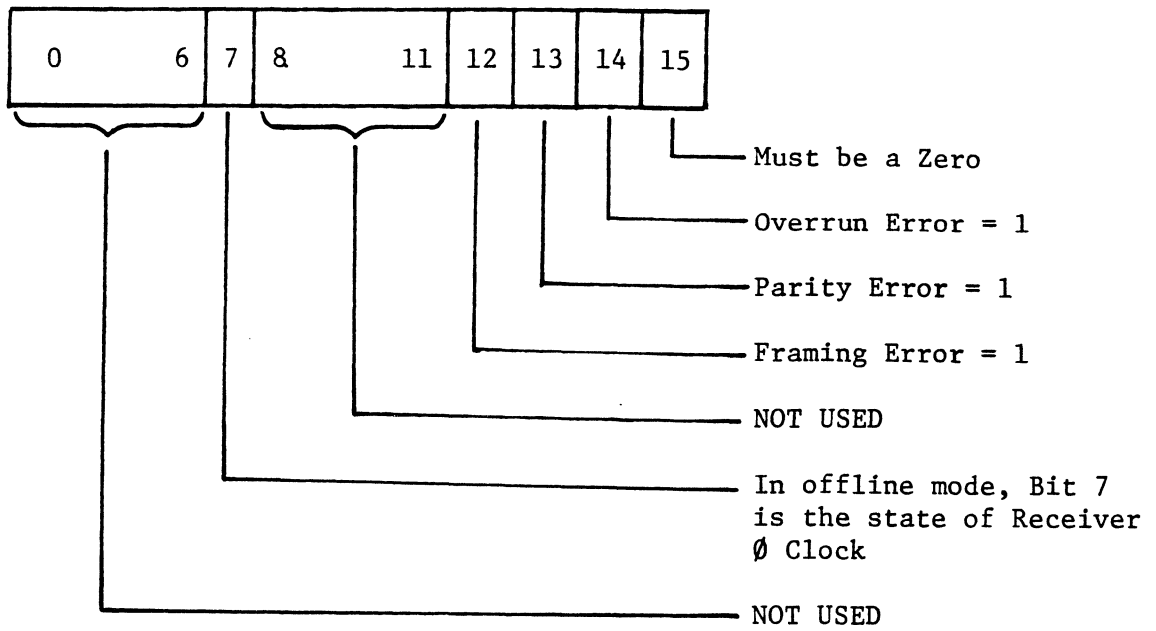 0 6 7 8 11 12 13 14 15
Must be a Zero
Overrun Error = 1
Parity Error = 1
Framing Error = 1
NOT USED
In offline mode, Bit 7
is the state of Receiver
Ø Clock
NOT USED